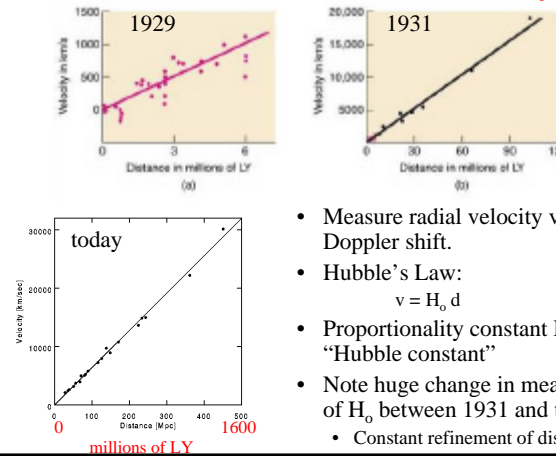 1500
1929
1000
500
0
Velocity in km/s
0 3 6
Distance in millions of LY
(a)
20,000
1931
15,000
10,000
5000
Velocity in km/s
0 30 60 90
Distance in millions of LY
(b)
30000
today
20000
10000
0
Velocity [km/sec]
0 100 200 300 400 500
Distance [Mpc]
0 1600
millions of LY
• Measure radial velocity v
Doppler shift.
• Hubble's Law:
v = Hₒ d
• Proportionality constant
"Hubble constant"
• Note huge change in mea
of Hₒ between 1931 and t
• Constant refinement of dis